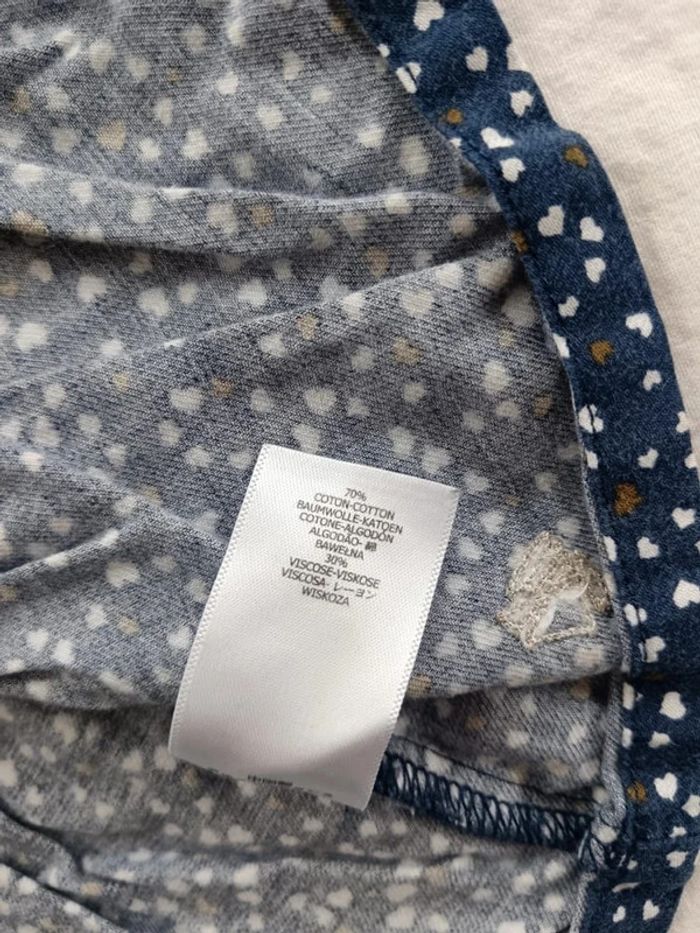 70%
COTON-COTTON
BAUMWOLLE-KATOEN
COTONE-ALGODÓN
ALGODÃO- 綿
BAWEŁNA
30%
VISCOSE-VISKOSE
VISCOSA- レーヨン
WISKOZA